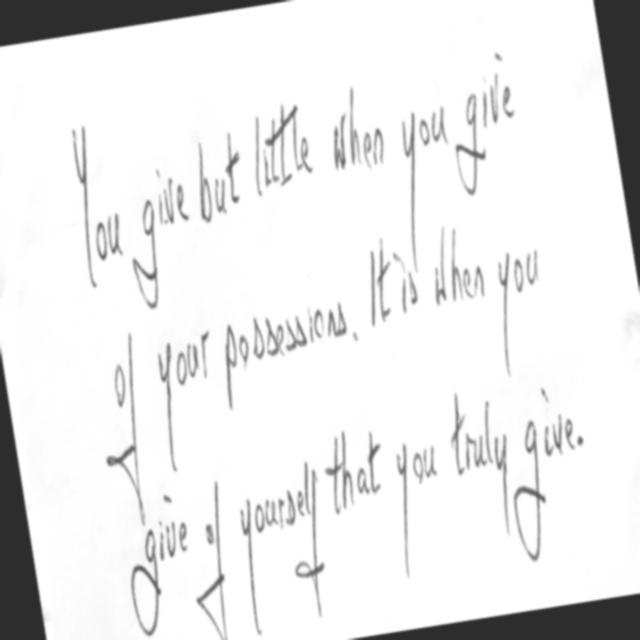 You give but little when you give
of your possessions. It is when you
give of yourself that you truly give.